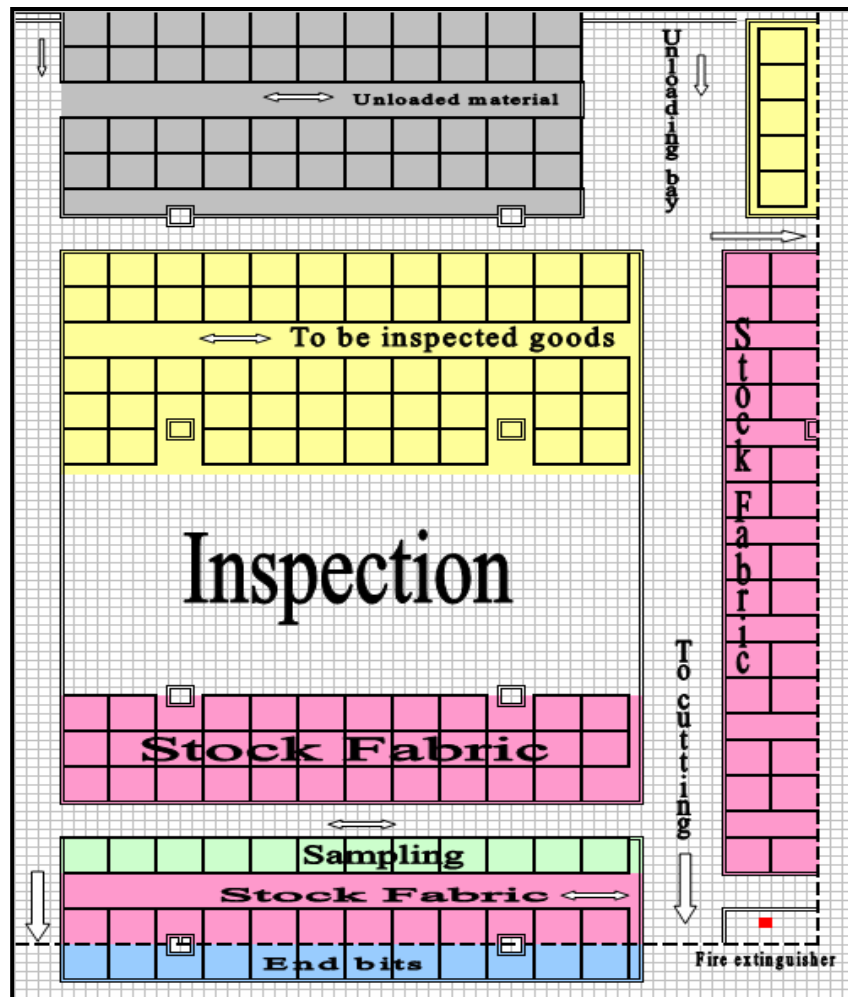 Unloaded material
Unloading bay
To be inspected goods
Stock Fabric
Inspection
To cutting
Stock Fabric
Sampling
Stock Fabric
End bits
Fire extinguisher